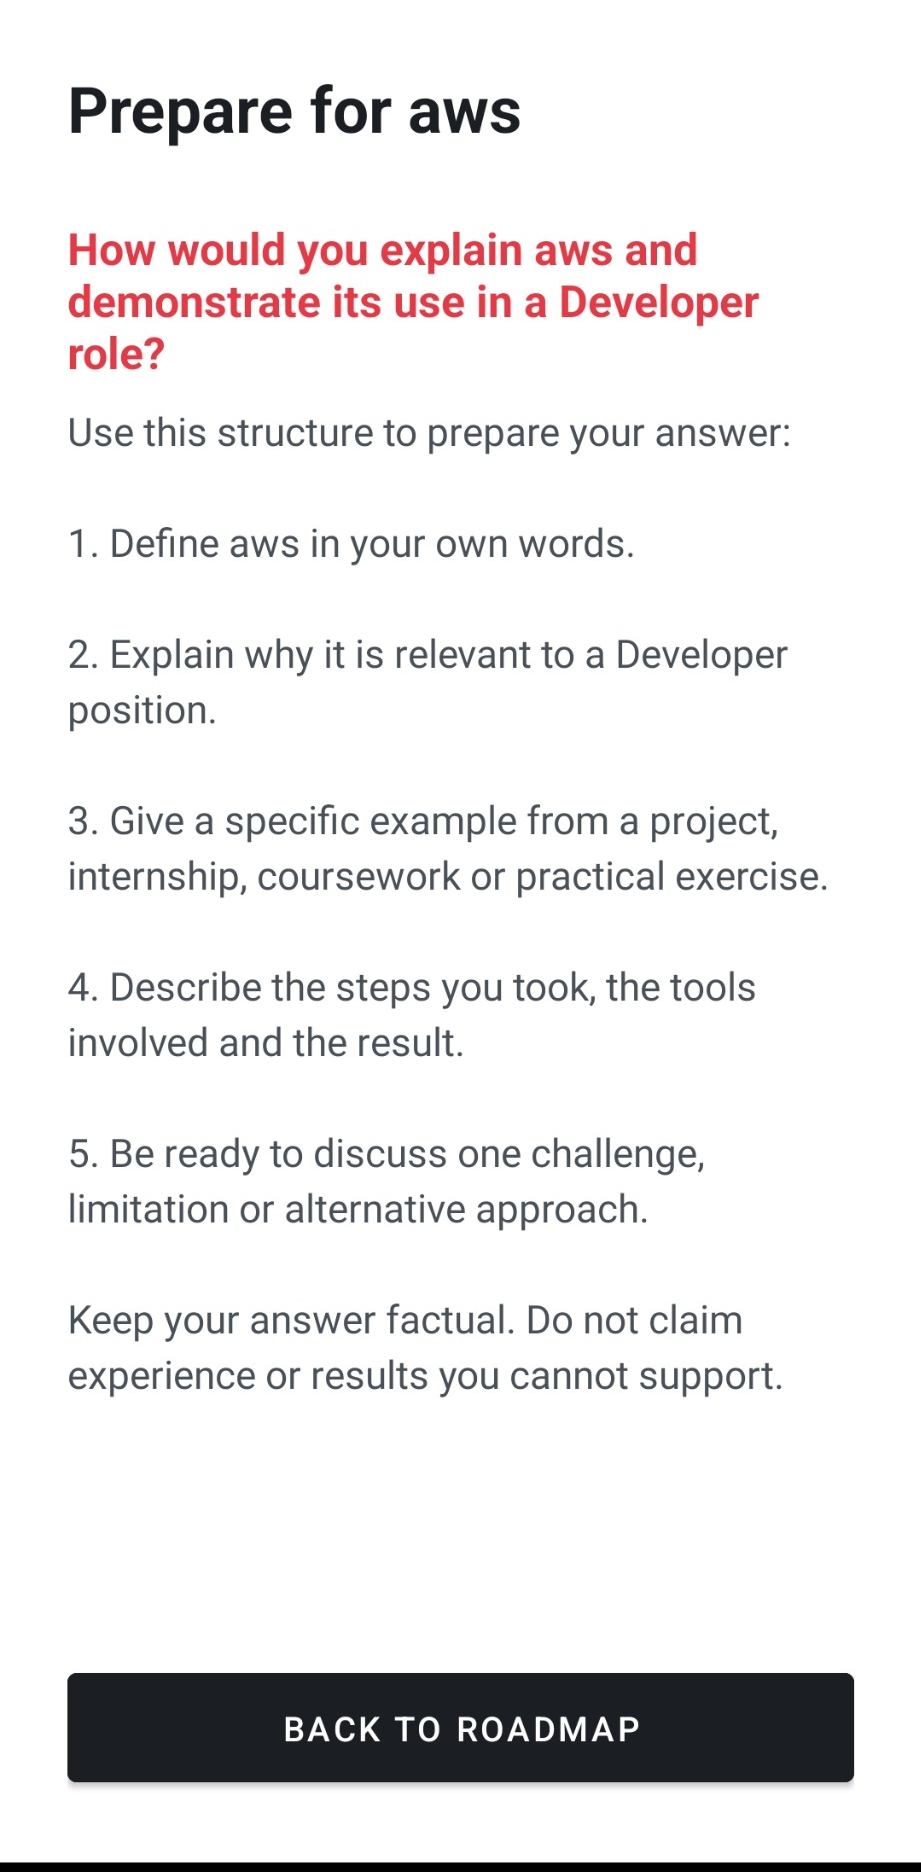 Prepare for aws
How would you explain aws and
demonstrate its use in a Developer
role?
Use this structure to prepare your answer:
1. Define aws in your own words.
2. Explain why it is relevant to a Developer
position.
3. Give a specific example from a project,
internship, coursework or practical exercise.
4. Describe the steps you took, the tools
involved and the result.
5. Be ready to discuss one challenge,
limitation or alternative approach.
Keep your answer factual. Do not claim
experience or results you cannot support.
BACK TO ROADMAP